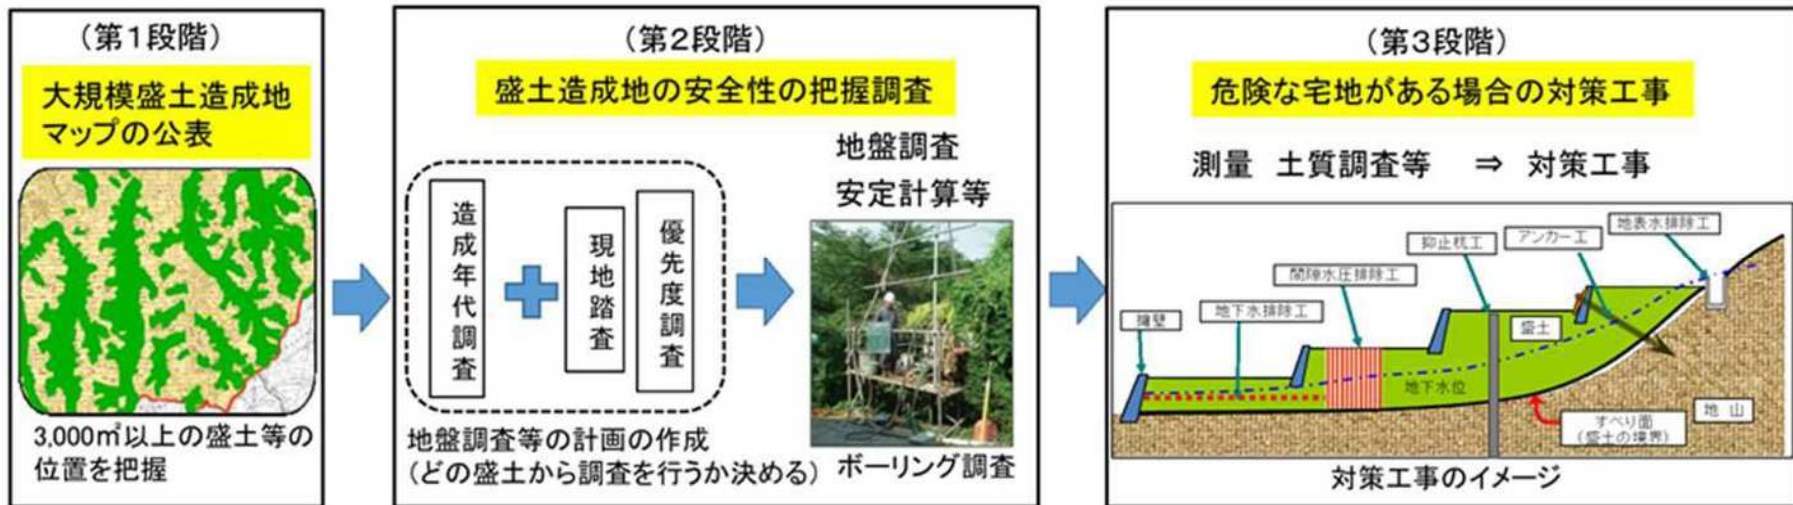 (第1段階)
大規模盛土造成地
マップの公表
3,000㎡以上の盛土等の
位置を把握
(第2段階)
盛土造成地の安全性の把握調査
造成年代調査
現地踏査
優先度調査
地盤調査等の計画の作成
(どの盛土から調査を行うか決める)
地盤調査
安定計算等
ボーリング調査
(第3段階)
危険な宅地がある場合の対策工事
測量 土質調査等 ⇒ 対策工事
地表水排除工
アンカー工
抑止杭工
間隙水圧排除工
地下水排除工
擁壁
盛土
地下水位
地山
すべり面
(盛土の境界)
対策工事のイメージ